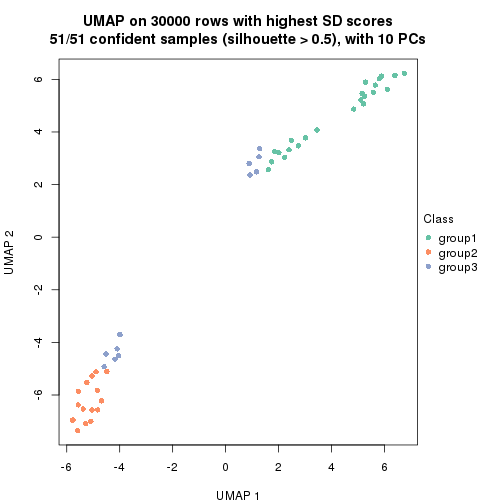 UMAP on 30000 rows with highest SD scores
51/51 confident samples (silhouette > 0.5), with 10 PCs
6
4
2
0
-2
-4
-6
UMAP 2
-6
-4
-2
0
2
4
6
UMAP 1
Class
group1
group2
group3